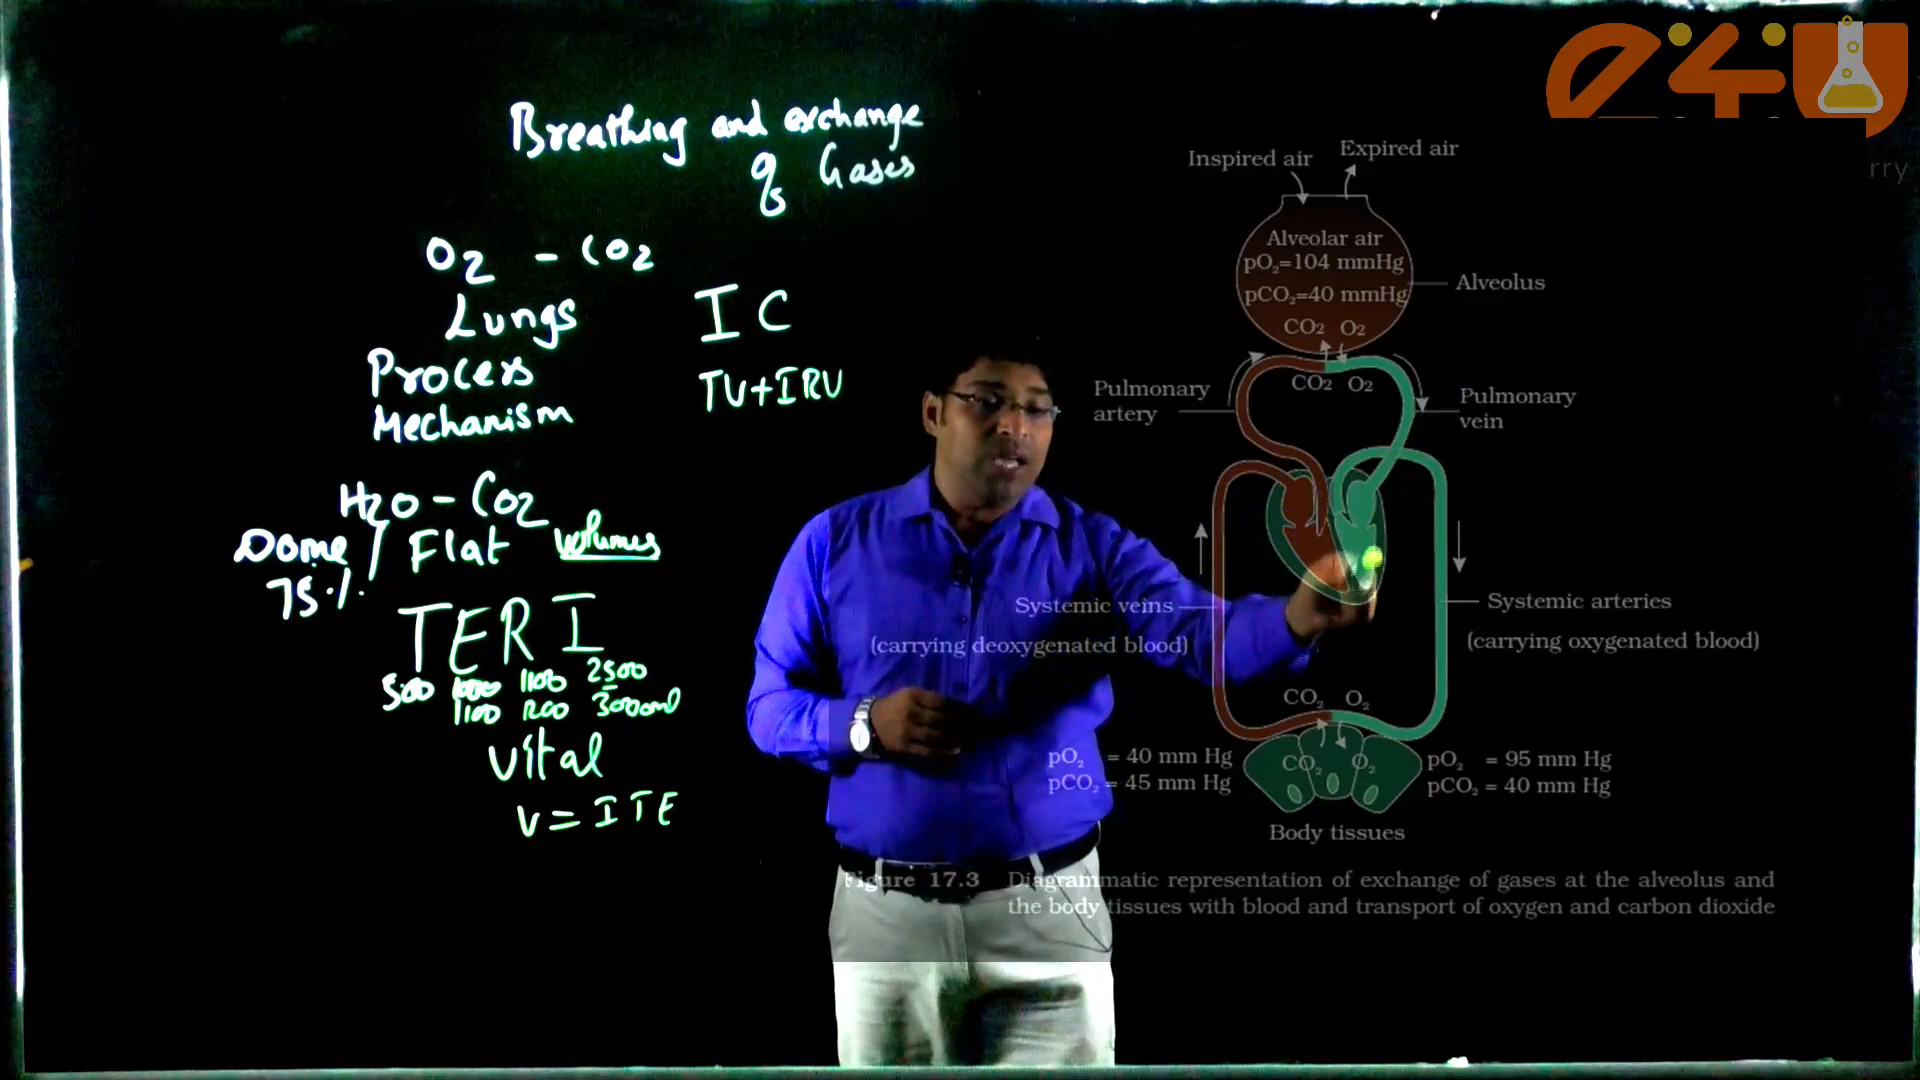 Breathing and exchange
of Gases
O2 - CO2
Lungs
Process
Mechanism
I C
TV+IRV
H2O - CO2
Dome / Flat volumes
75%
TERI
500 1000 1100 2500
1100 1200 3000ml
Vital
V = ITE
e4U
rry
Inspired air
Expired air
Alveolar air
pO2=104 mmHg
pCO2=40 mmHg
Alveolus
CO2 O2
CO2 O2
Pulmonary
artery
Pulmonary
vein
Systemic veins
(carrying deoxygenated blood)
Systemic arteries
(carrying oxygenated blood)
CO2 O2
CO2 O2
pO2 = 40 mm Hg
pCO2 = 45 mm Hg
pO2 = 95 mm Hg
pCO2 = 40 mm Hg
Body tissues
Figure 17.3 Diagrammatic representation of exchange of gases at the alveolus and
the body tissues with blood and transport of oxygen and carbon dioxide